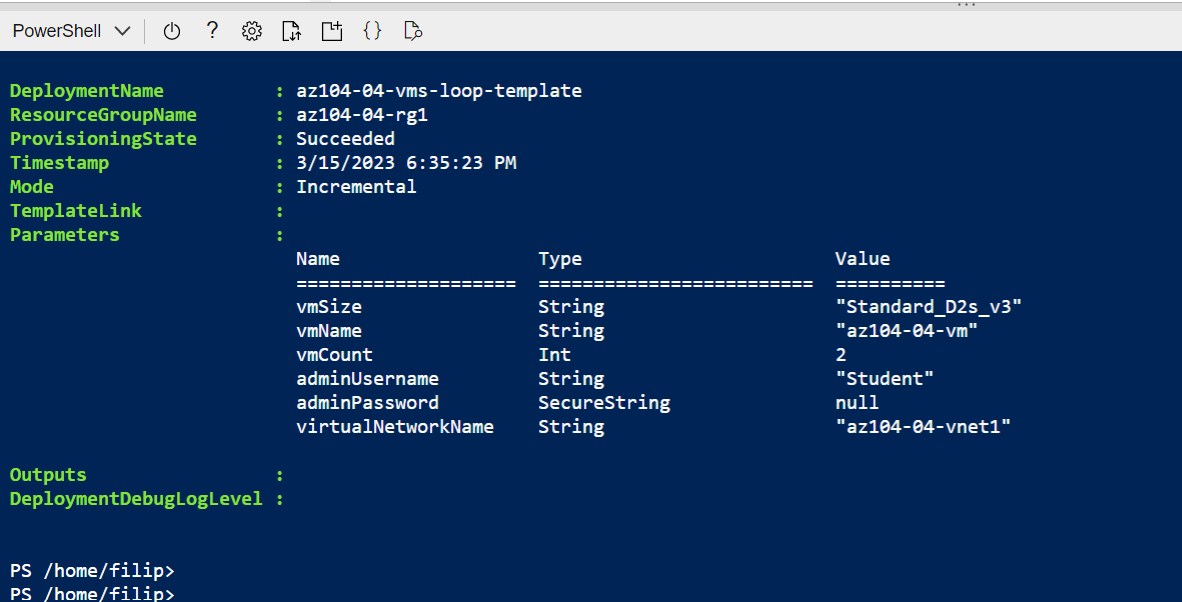 PowerShell
DeploymentName : az104-04-vms-loop-template
ResourceGroupName : az104-04-rg1
ProvisioningState : Succeeded
Timestamp : 3/15/2023 6:35:23 PM
Mode : Incremental
TemplateLink :
Parameters :
Name Type Value
==================== ========================= ==========
vmSize String "Standard_D2s_v3"
vmName String "az104-04-vm"
vmCount Int 2
adminUsername String "Student"
adminPassword SecureString null
virtualNetworkName String "az104-04-vnet1"
Outputs :
DeploymentDebugLogLevel :
PS /home/filip>
PS /home/filip>